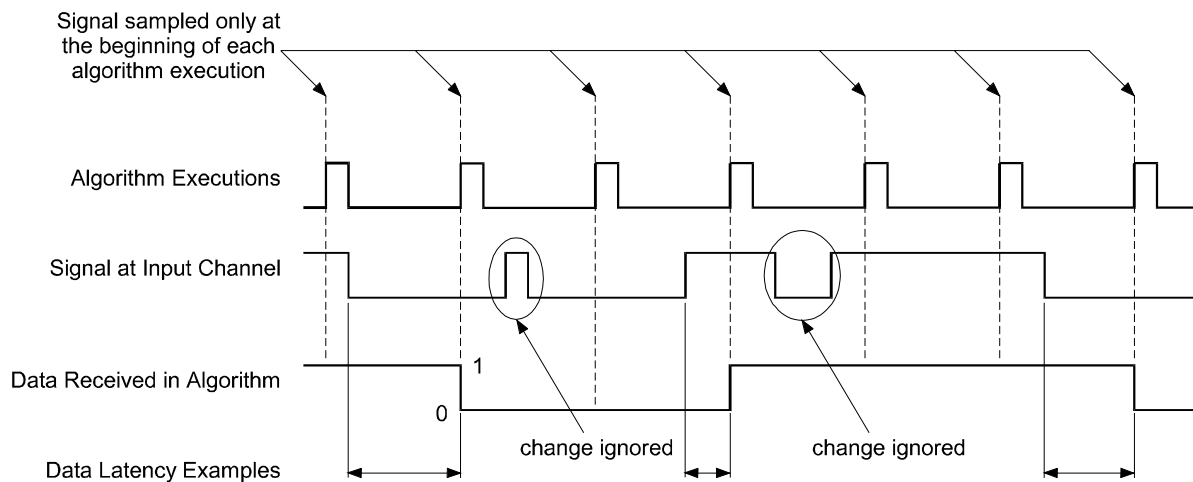 Signal sampled only at
the beginning of each
algorithm execution
Algorithm Executions
Signal at Input Channel
Data Received in Algorithm
1
0
change ignored
change ignored
Data Latency Examples